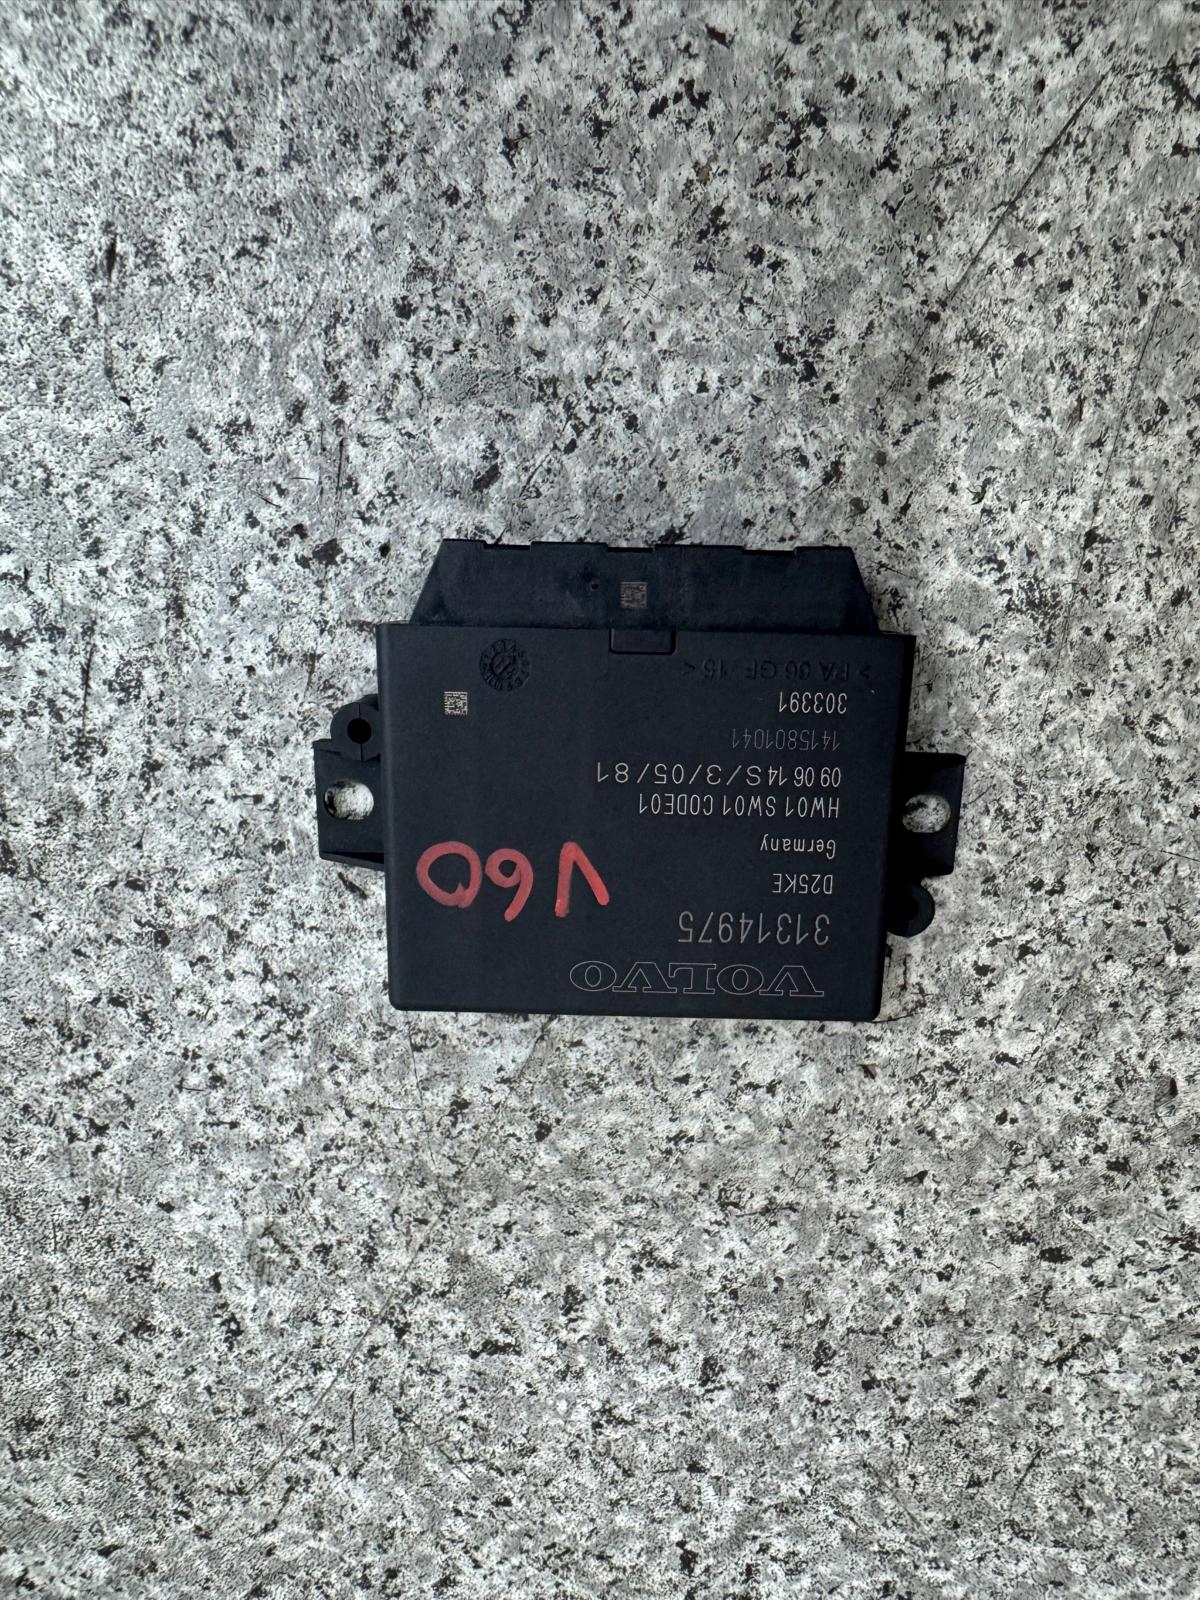 VOLVO
31314975
D25KE
Germany
V60
HW01 SW01 CODE01
09 06 14S/3/05/81
1415801041
303391
> PA 66 GF 15 <